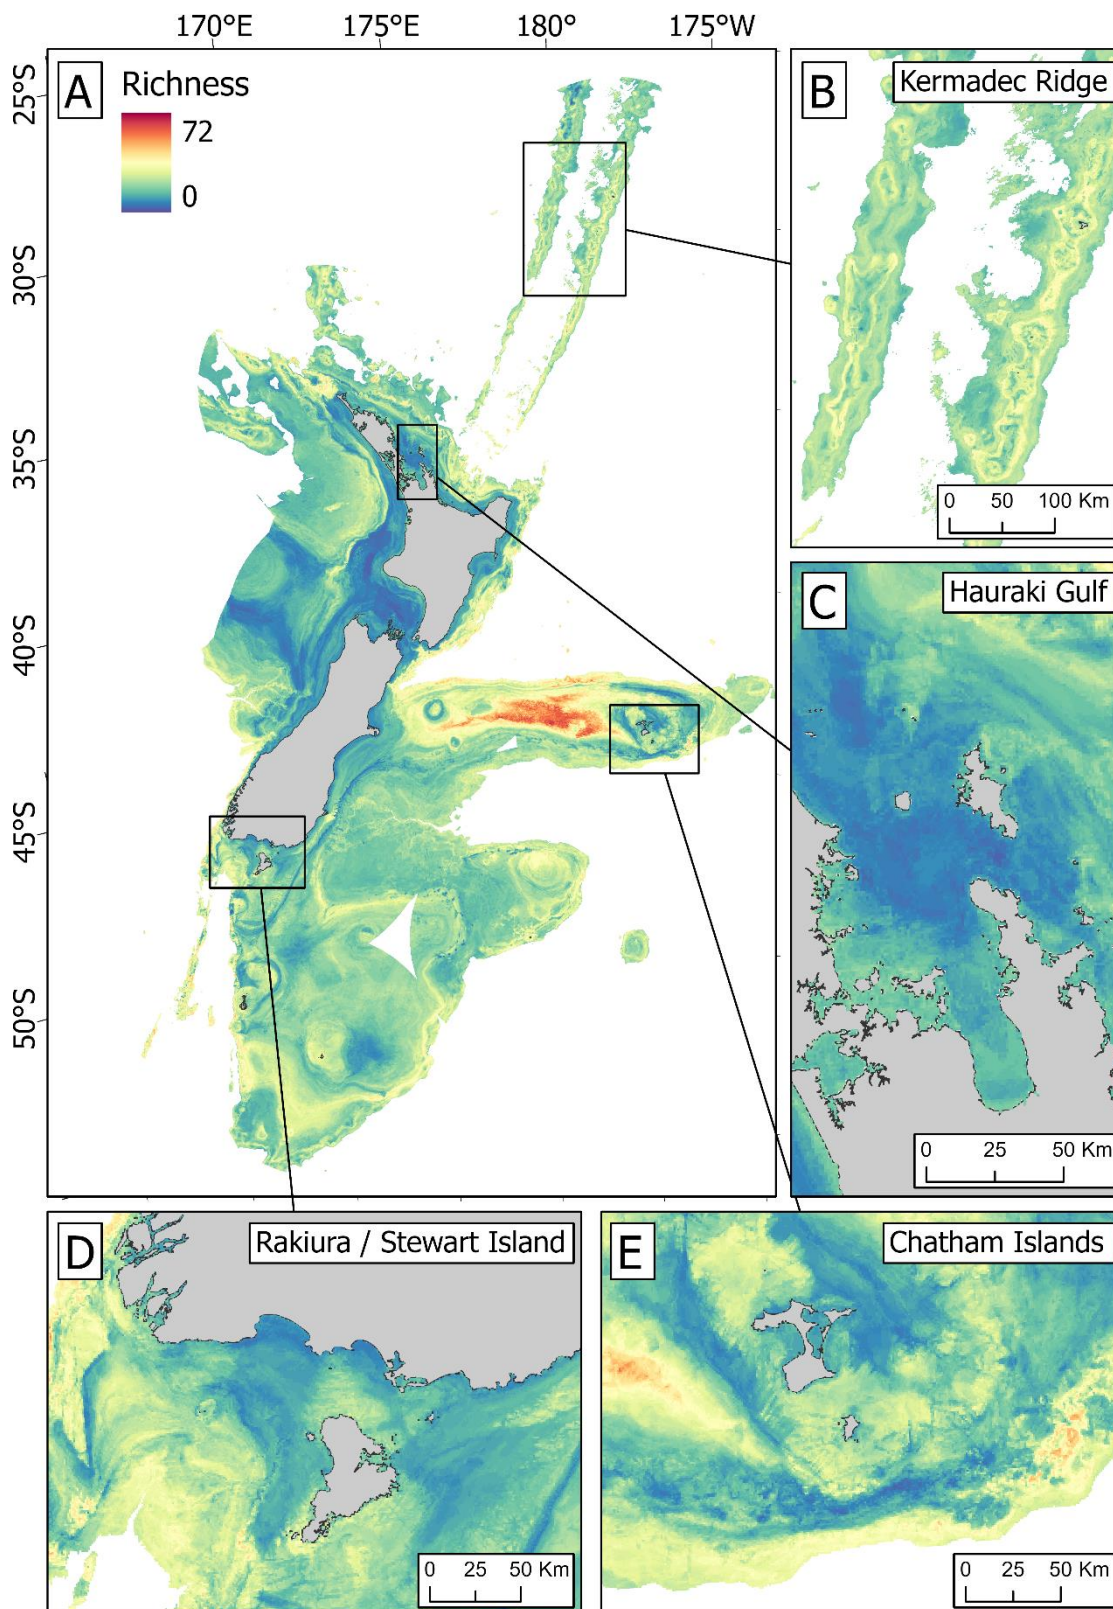 170°E 175°E 180° 175°W
A
Richness
72
0
25°S
30°S
35°S
40°S
45°S
50°S
B
Kermadec Ridge
0 50 100 Km
C
Hauraki Gulf
0 25 50 Km
D
Rakiura / Stewart Island
0 25 50 Km
E
Chatham Islands
0 25 50 Km